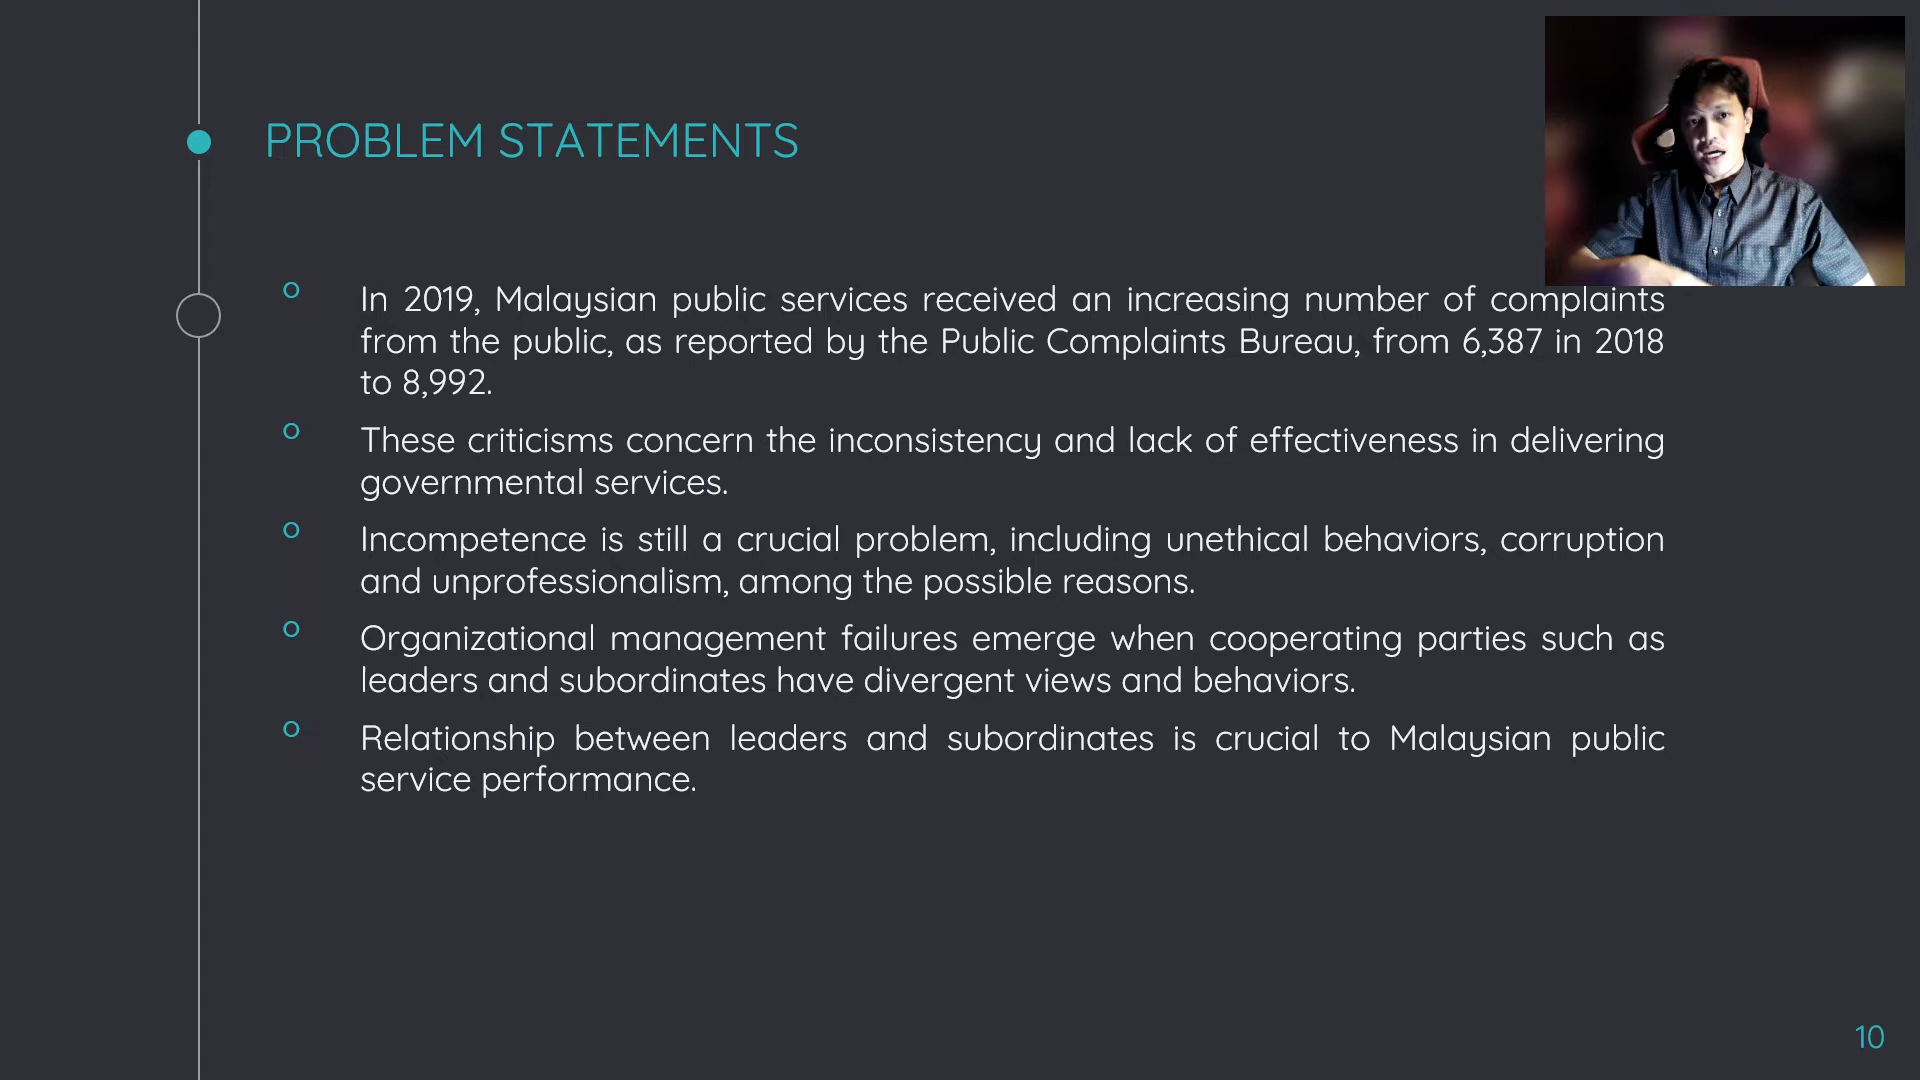 PROBLEM STATEMENTS
In 2019, Malaysian public services received an increasing number of complaints
from the public, as reported by the Public Complaints Bureau, from 6,387 in 2018
to 8,992.
These criticisms concern the inconsistency and lack of effectiveness in delivering
governmental services.
Incompetence is still a crucial problem, including unethical behaviors, corruption
and unprofessionalism, among the possible reasons.
Organizational management failures emerge when cooperating parties such as
leaders and subordinates have divergent views and behaviors.
Relationship between leaders and subordinates is crucial to Malaysian public
service performance.
10